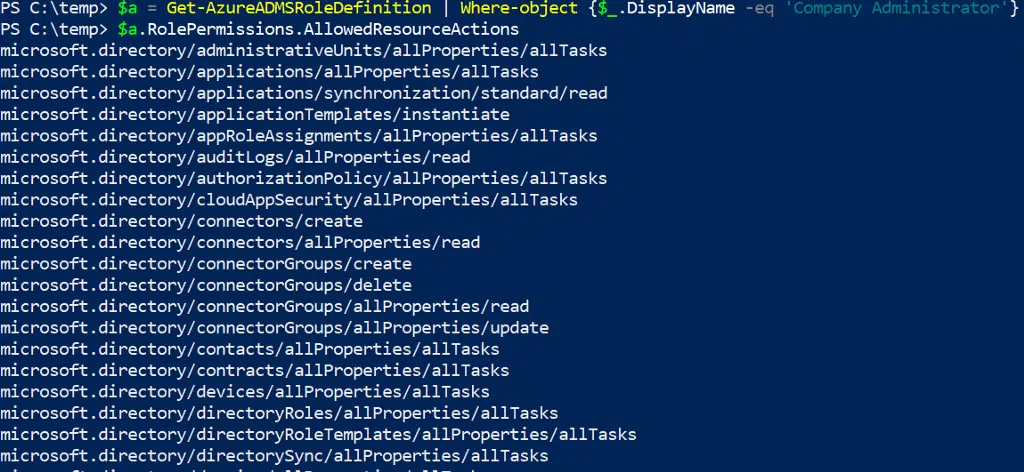 PS C:\temp> $a = Get-AzureADMSRoleDefinition | Where-object {$_.DisplayName -eq 'Company Administrator'}
PS C:\temp> $a.RolePermissions.AllowedResourceActions
microsoft.directory/administrativeUnits/allProperties/allTasks
microsoft.directory/applications/allProperties/allTasks
microsoft.directory/applications/synchronization/standard/read
microsoft.directory/applicationTemplates/instantiate
microsoft.directory/appRoleAssignments/allProperties/allTasks
microsoft.directory/auditLogs/allProperties/read
microsoft.directory/authorizationPolicy/allProperties/allTasks
microsoft.directory/cloudAppSecurity/allProperties/allTasks
microsoft.directory/connectors/create
microsoft.directory/connectors/allProperties/read
microsoft.directory/connectorGroups/create
microsoft.directory/connectorGroups/delete
microsoft.directory/connectorGroups/allProperties/read
microsoft.directory/connectorGroups/allProperties/update
microsoft.directory/contacts/allProperties/allTasks
microsoft.directory/contracts/allProperties/allTasks
microsoft.directory/devices/allProperties/allTasks
microsoft.directory/directoryRoles/allProperties/allTasks
microsoft.directory/directoryRoleTemplates/allProperties/allTasks
microsoft.directory/directorySync/allProperties/allTasks